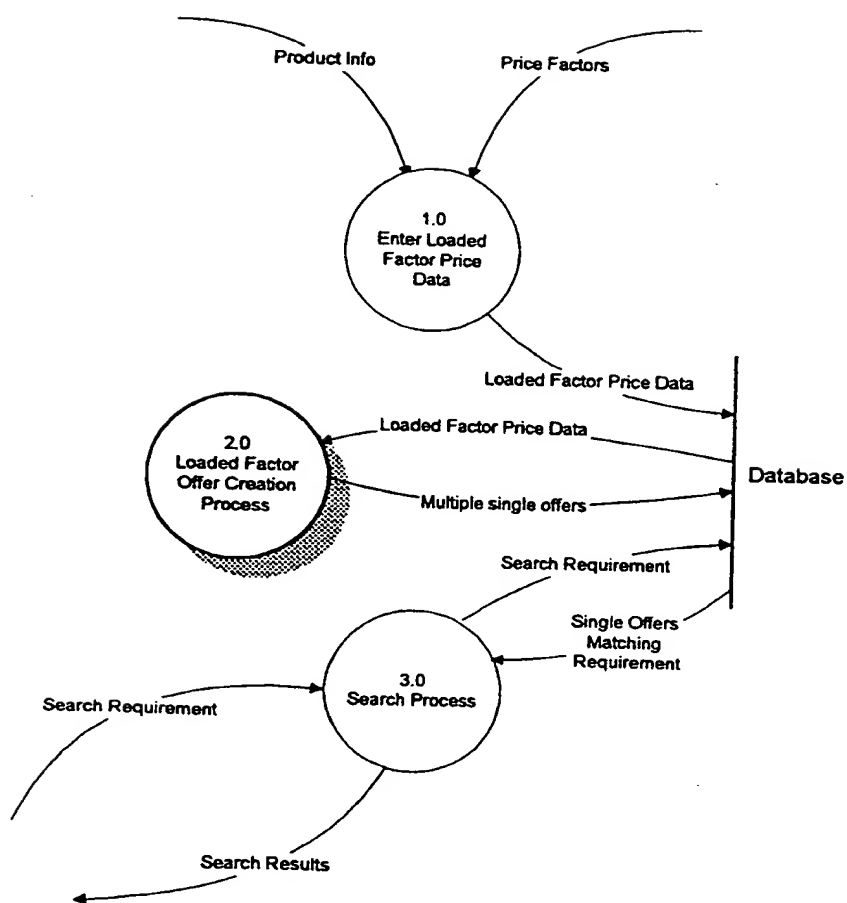 Product Info
Price Factors
1.0
Enter Loaded
Factor Price
Data
Loaded Factor Price Data
Loaded Factor Price Data
2.0
Loaded Factor
Offer Creation
Process
Database
Multiple single offers
Search Requirement
Single Offers
Matching
Requirement
3.0
Search Process
Search Requirement
Search Results